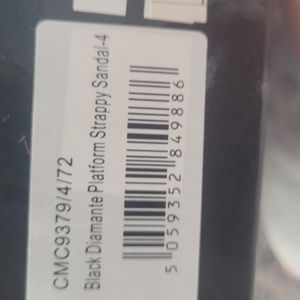 CMC9379/4/72
Black Diamante Platform Strappy Sandal-4
5 059352 849886